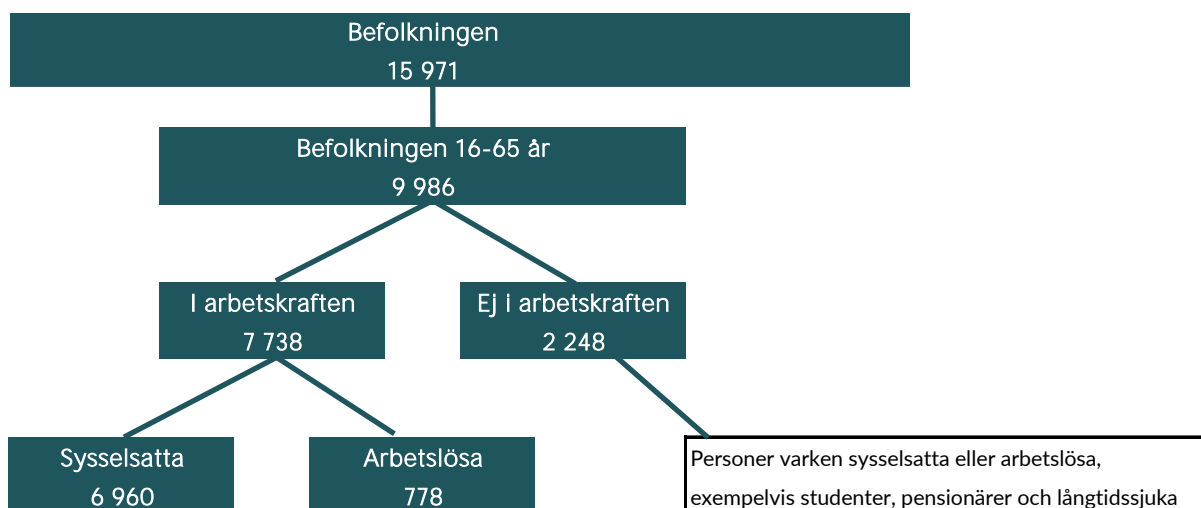 Befolkningen
15 971
Befolkningen 16-65 år
9 986
I arbetskraften
7 738
Ej i arbetskraften
2 248
Sysselsatta
6 960
Arbetslösa
778
Personer varken sysselsatta eller arbetslösa,
exempelvis studenter, pensionärer och långtidssjuka